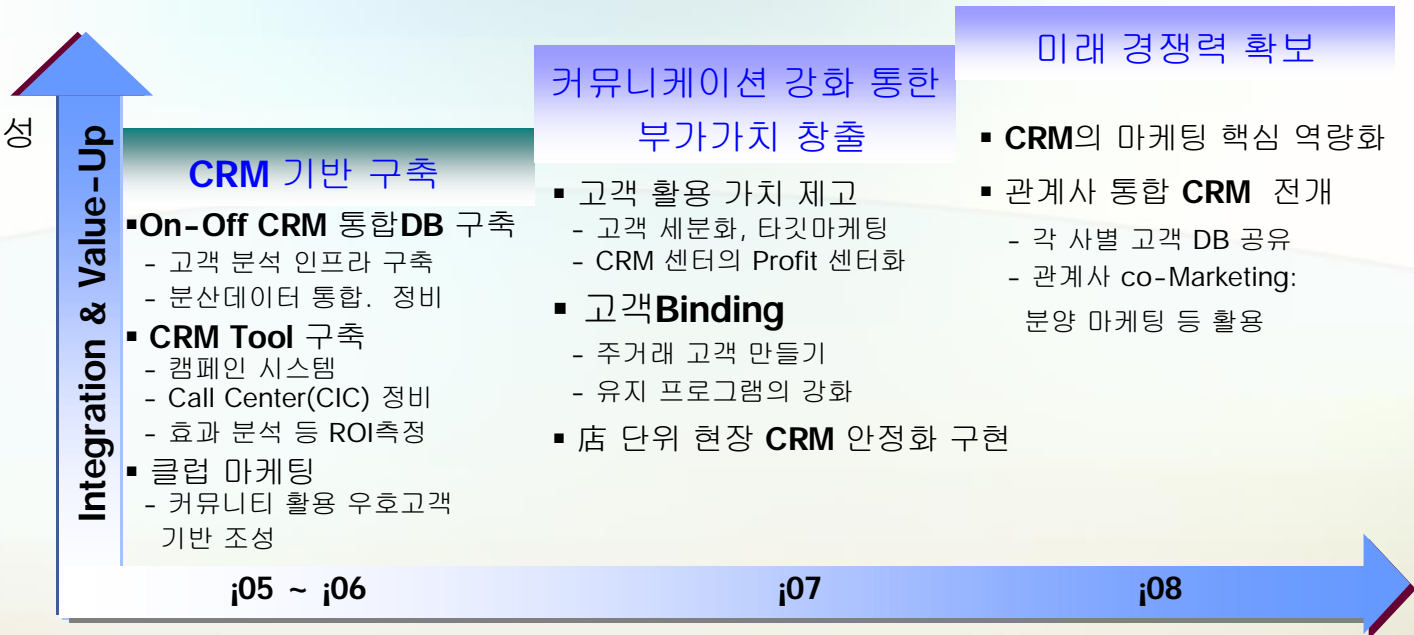 성
Integration & Value-Up
CRM 기반 구축
▪On-Off CRM 통합DB 구축
- 고객 분석 인프라 구축
- 분산데이터 통합. 정비
▪ CRM Tool 구축
- 캠페인 시스템
- Call Center(CIC) 정비
- 효과 분석 등 ROI측정
▪ 클럽 마케팅
- 커뮤니티 활용 우호고객
기반 조성
커뮤니케이션 강화 통한
부가가치 창출
▪ 고객 활용 가치 제고
- 고객 세분화, 타깃마케팅
- CRM 센터의 Profit 센터화
▪ 고객Binding
- 주거래 고객 만들기
- 유지 프로그램의 강화
▪ 店 단위 현장 CRM 안정화 구현
미래 경쟁력 확보
▪ CRM의 마케팅 핵심 역량화
▪ 관계사 통합 CRM 전개
- 각 사별 고객 DB 공유
- 관계사 co-Marketing:
분양 마케팅 등 활용
¡05 ~ ¡06
¡07
¡08